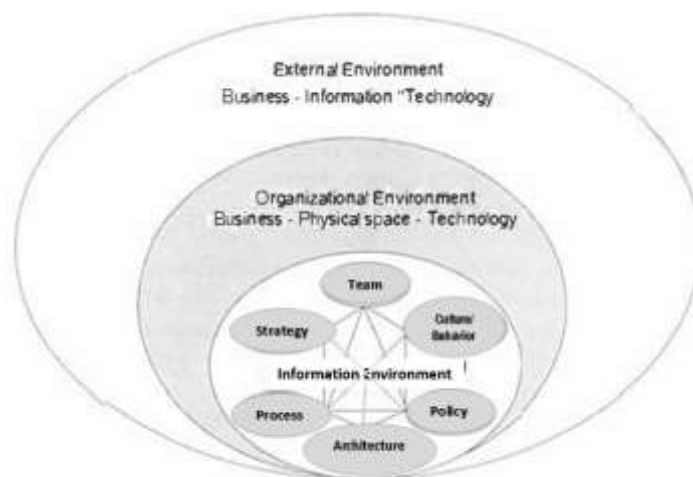 External Environment
Business - Information "Technology
Organizational Environment
Business - Physical space - Technology
Team
Strategy
Culture/
Behavior
Information Environment
Process
Policy
Architecture